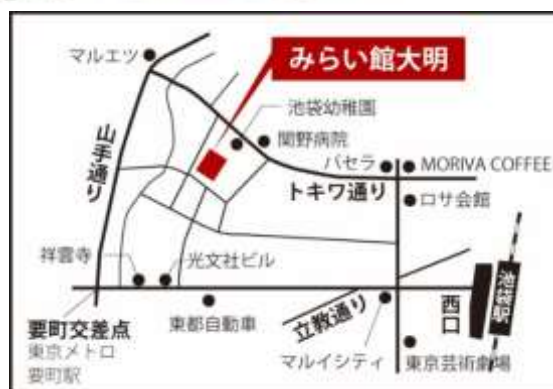 マルエツ
みらい館大明
池袋幼稚園
関野病院
山手通り
パセラ
MORIVA COFFEE
トキワ通り
ロサ会館
祥雲寺
光文社ビル
池袋駅
西口
立教通り
要町交差点
東京メトロ
要町駅
東都自動車
マルイシティ
東京芸術劇場